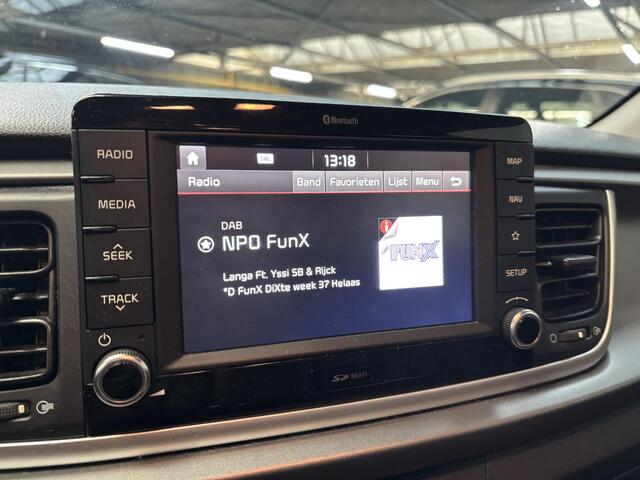 Bluetooth
RADIO
MEDIA
SEEK
TRACK
TMC
13:18
Radio Band Favorieten Lijst Menu
DAB
NPO FunX
Langa Ft. Yssi SB & Rijck
*D FunX DiXte week 37 Helaas
i
FUNX
MAP
NAV
SETUP
SD MAP